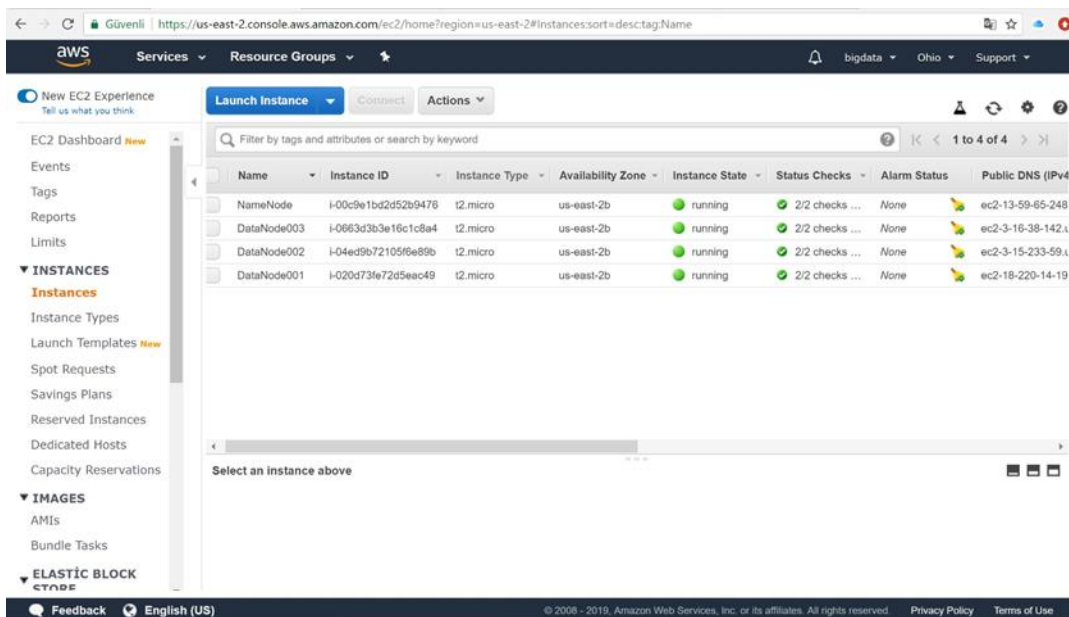 Güvenli https://us-east-2.console.aws.amazon.com/ec2/home?region=us-east-2#Instances:sort=desc:tag:Name
aws Services Resource Groups bigdata Ohio Support
New EC2 Experience
Tell us what you think
EC2 Dashboard New
Events
Tags
Reports
Limits
INSTANCES
Instances
Instance Types
Launch Templates New
Spot Requests
Savings Plans
Reserved Instances
Dedicated Hosts
Capacity Reservations
IMAGES
AMIs
Bundle Tasks
ELASTİC BLOCK
STORE
Launch Instance Connect Actions
Filter by tags and attributes or search by keyword 1 to 4 of 4
Name Instance ID Instance Type Availability Zone Instance State Status Checks Alarm Status Public DNS (IPv4
NameNode i-00c9e1bd2d52b9476 t2.micro us-east-2b running 2/2 checks ... None ec2-13-59-65-248
DataNode003 i-0663d3b3e16c1c8a4 t2.micro us-east-2b running 2/2 checks ... None ec2-3-16-38-142.u
DataNode002 i-04ed9b72105f6e89b t2.micro us-east-2b running 2/2 checks ... None ec2-3-15-233-59.u
DataNode001 i-020d73fe72d5eac49 t2.micro us-east-2b running 2/2 checks ... None ec2-18-220-14-19
Select an instance above
Feedback English (US) © 2008 - 2019, Amazon Web Services, Inc. or its affiliates. All rights reserved. Privacy Policy Terms of Use